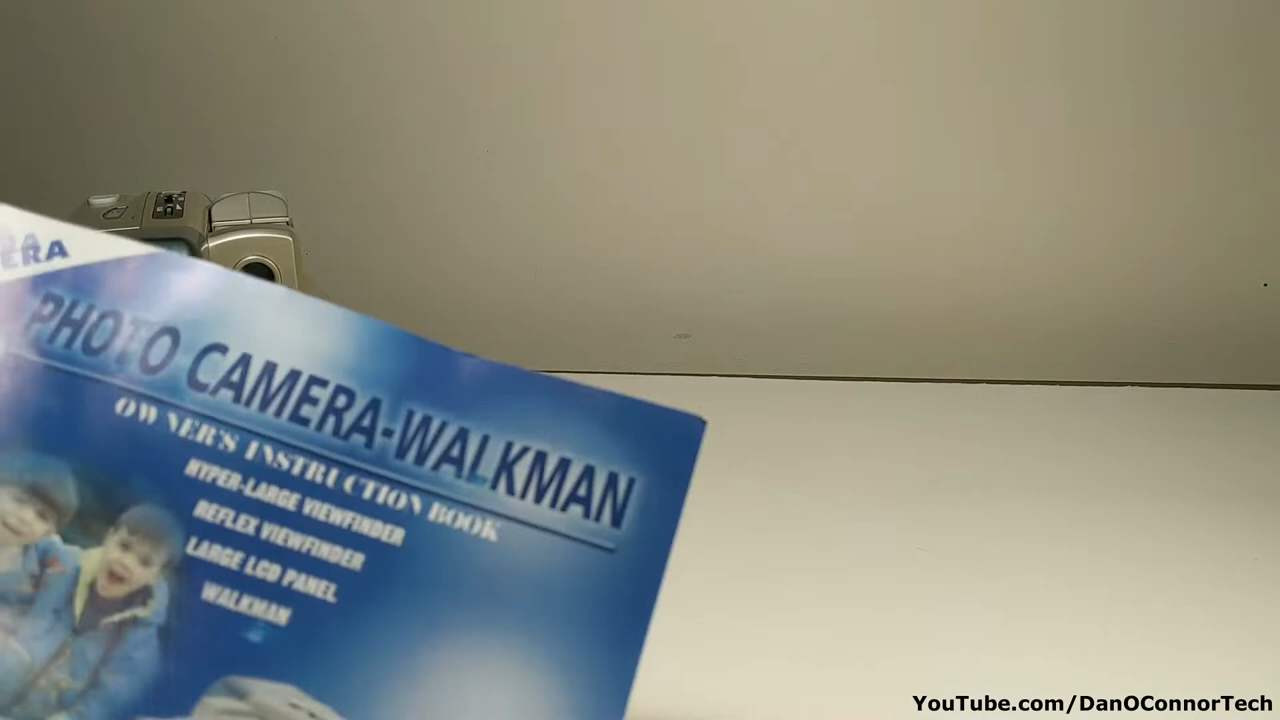 ERA
PHOTO CAMERA-WALKMAN
OWNER'S INSTRUCTION BOOK
HYPER-LARGE VIEWFINDER
REFLEX VIEWFINDER
LARGE LCD PANEL
WALKMAN
YouTube.com/DanOConnorTech